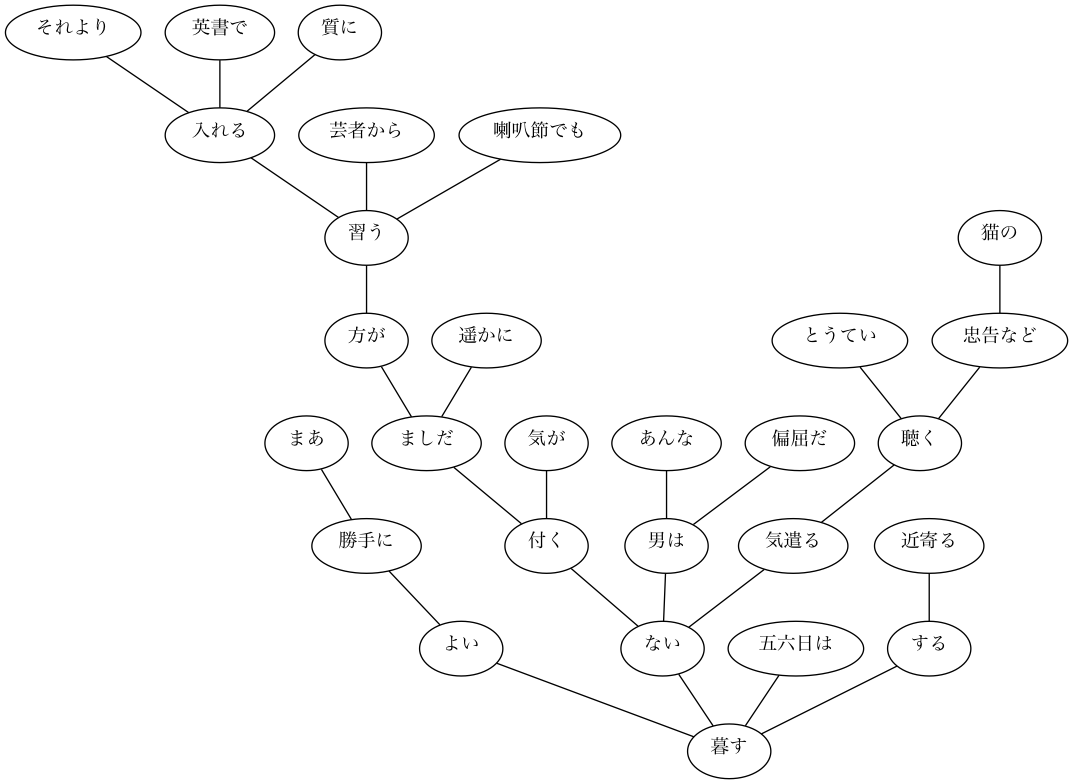 それより 英書で 質に
入れる 芸者から 喇叭節でも
習う 猫の
方が 遥かに とうてい 忠告など
まあ ましだ 気が あんな 偏屈だ 聴く
勝手に 付く 男は 気遣る 近寄る
よい ない 五六日は する
暮す